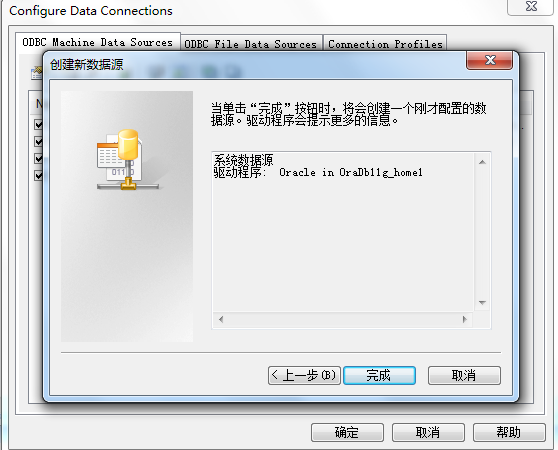 Configure Data Connections
ODBC Machine Data Sources
ODBC File Data Sources
Connection Profiles
创建新数据源
当单击“完成”按钮时，将会创建一个刚才配置的数
据源。驱动程序会提示更多的信息。
系统数据源
驱动程序: Oracle in OraDb11g_home1
01110
< 上一步(B)
完成
取消
确定
取消
帮助